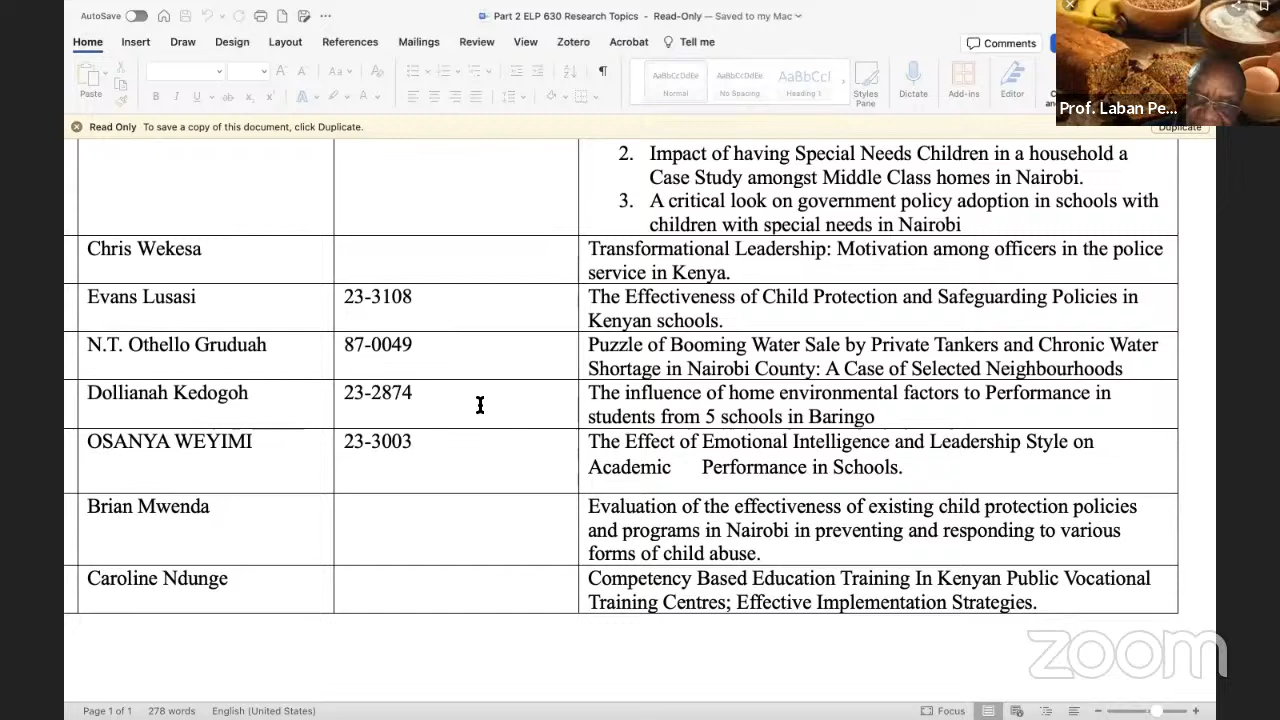 AutoSave
Part 2 ELP 630 Research Topics - Read-Only — Saved to my Mac
Home Insert Draw Design Layout References Mailings Review View Zotero Acrobat Tell me
Comments
Paste
Aa
B I U ab x x A A
AaBbCcDdEe AaBbCcDdEe AaBbCcI
Normal No Spacing Heading 1
Styles Pane
Dictate
Add-ins
Editor
Prof. Laban Pe...
Read Only To save a copy of this document, click Duplicate.
Duplicate
2. Impact of having Special Needs Children in a household a
Case Study amongst Middle Class homes in Nairobi.
3. A critical look on government policy adoption in schools with
children with special needs in Nairobi
Chris Wekesa Transformational Leadership: Motivation among officers in the police
service in Kenya.
Evans Lusasi 23-3108 The Effectiveness of Child Protection and Safeguarding Policies in
Kenyan schools.
N.T. Othello Gruduah 87-0049 Puzzle of Booming Water Sale by Private Tankers and Chronic Water
Shortage in Nairobi County: A Case of Selected Neighbourhoods
Dollianah Kedogoh 23-2874 The influence of home environmental factors to Performance in
students from 5 schools in Baringo
OSANYA WEYIMI 23-3003 The Effect of Emotional Intelligence and Leadership Style on
Academic Performance in Schools.
Brian Mwenda Evaluation of the effectiveness of existing child protection policies
and programs in Nairobi in preventing and responding to various
forms of child abuse.
Caroline Ndunge Competency Based Education Training In Kenyan Public Vocational
Training Centres; Effective Implementation Strategies.
zoom
Page 1 of 1 278 words English (United States) Focus